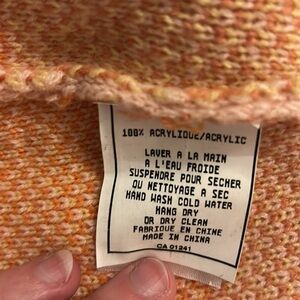 100% ACRYLIQUE/ACRYLIC
LAVER A LA MAIN
A L'EAU FROIDE
SUSPENDRE POUR SECHER
OU NETTOYAGE A SEC
HAND WASH COLD WATER
HANG DRY
OR DRY CLEAN
FABRIQUE EN CHINE
MADE IN CHINA
CA 01241